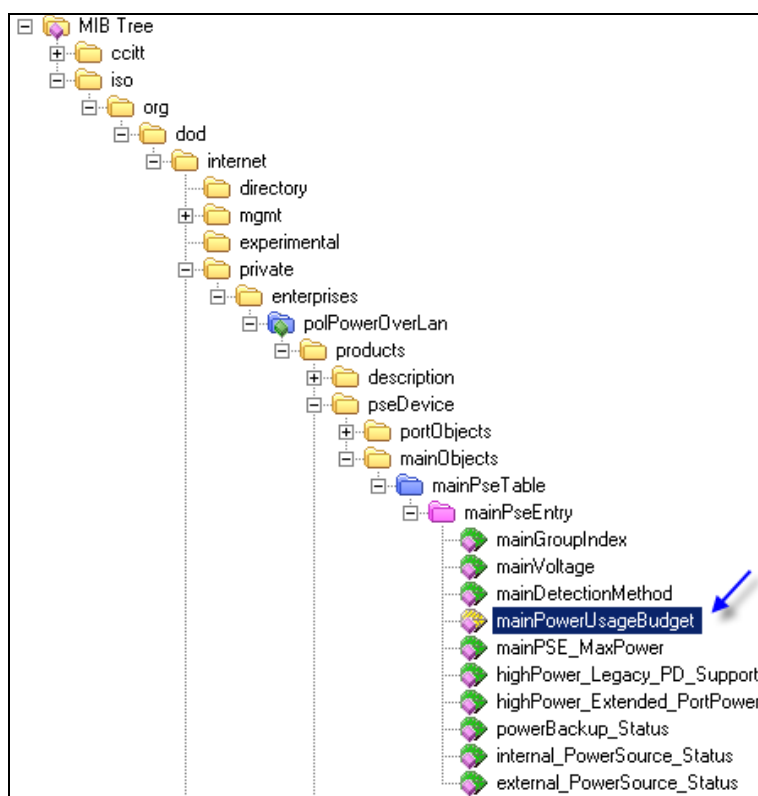 MIB Tree
ccitt
iso
org
dod
internet
directory
mgmt
experimental
private
enterprises
polPowerOverLan
products
description
pseDevice
portObjects
mainObjects
mainPseTable
mainPseEntry
mainGroupIndex
mainVoltage
mainDetectionMethod
mainPowerUsageBudget
mainPSE_MaxPower
highPower_Legacy_PD_Support
highPower_Extended_PortPower
powerBackup_Status
internal_PowerSource_Status
external_PowerSource_Status